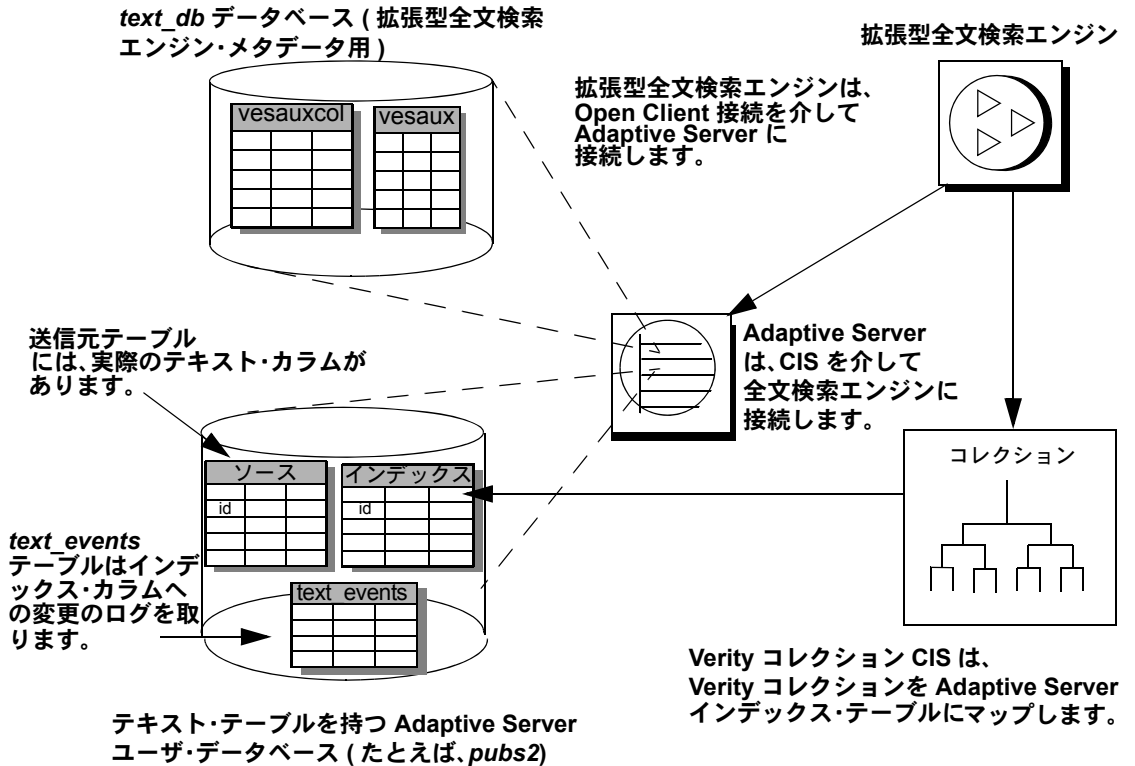 text_db データベース ( 拡張型全文検索
エンジン・メタデータ用 )
拡張型全文検索エンジン
vesauxcol
vesaux
拡張型全文検索エンジンは、
Open Client 接続を介して
Adaptive Server に
接続します。
送信元テーブル
には、実際のテキスト・カラムが
あります。
Adaptive Server
は、CIS を介して
全文検索エンジンに
接続します。
コレクション
ソース
id
インデックス
id
text_events
テーブルはインデ
ックス・カラムへ
の変更のログを取
ります。
text_events
Verity コレクション CIS は、
Verity コレクションを Adaptive Server
インデックス・テーブルにマップします。
テキスト・テーブルを持つ Adaptive Server
ユーザ・データベース ( たとえば、pubs2)